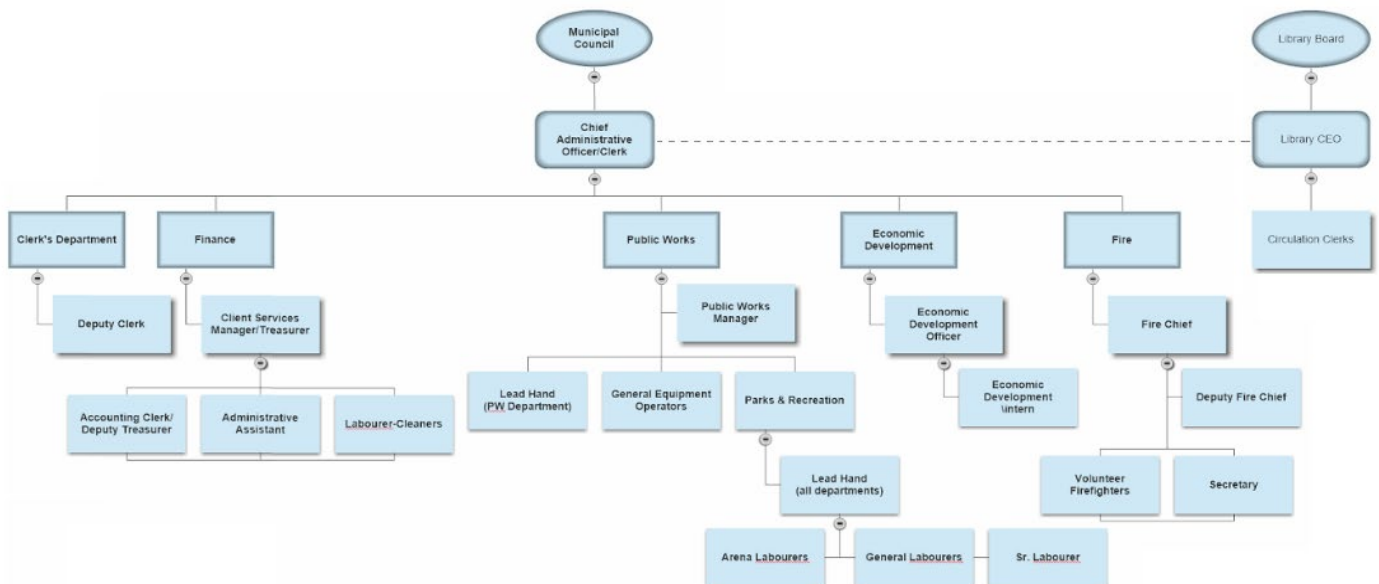 Municipal
Council
Library Board
Chief
Administrative
Officer/Clerk
Library CEO
Clerk's Department
Finance
Public Works
Economic
Development
Fire
Circulation Clerks
Deputy Clerk
Client Services
Manager/Treasurer
Public Works
Manager
Economic
Development
Officer
Fire Chief
Accounting Clerk/
Deputy Treasurer
Administrative
Assistant
Labourer-Cleaners
Lead Hand
(PW Department)
General Equipment
Operators
Parks & Recreation
Economic
Development
\intern
Deputy Fire Chief
Lead Hand
(all departments)
Volunteer
Firefighters
Secretary
Arena Labourers
General Labourers
Sr. Labourer